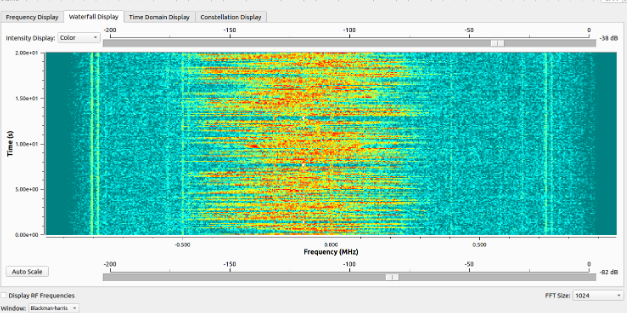 Frequency Display Waterfall Display Time Domain Display Constellation Display
Intensity Display: Color -200 -150 -100 -50 0 -38 dB
2.00e+01
1.50e+01
1.00e+01
5.00e+00
0.00e+00
Time (s)
-0.500 0.000 0.500
Frequency (MHz)
Auto Scale -200 -150 -100 -50 0 -82 dB
Display RF Frequencies FFT Size: 1024
Window: Blackman-harris